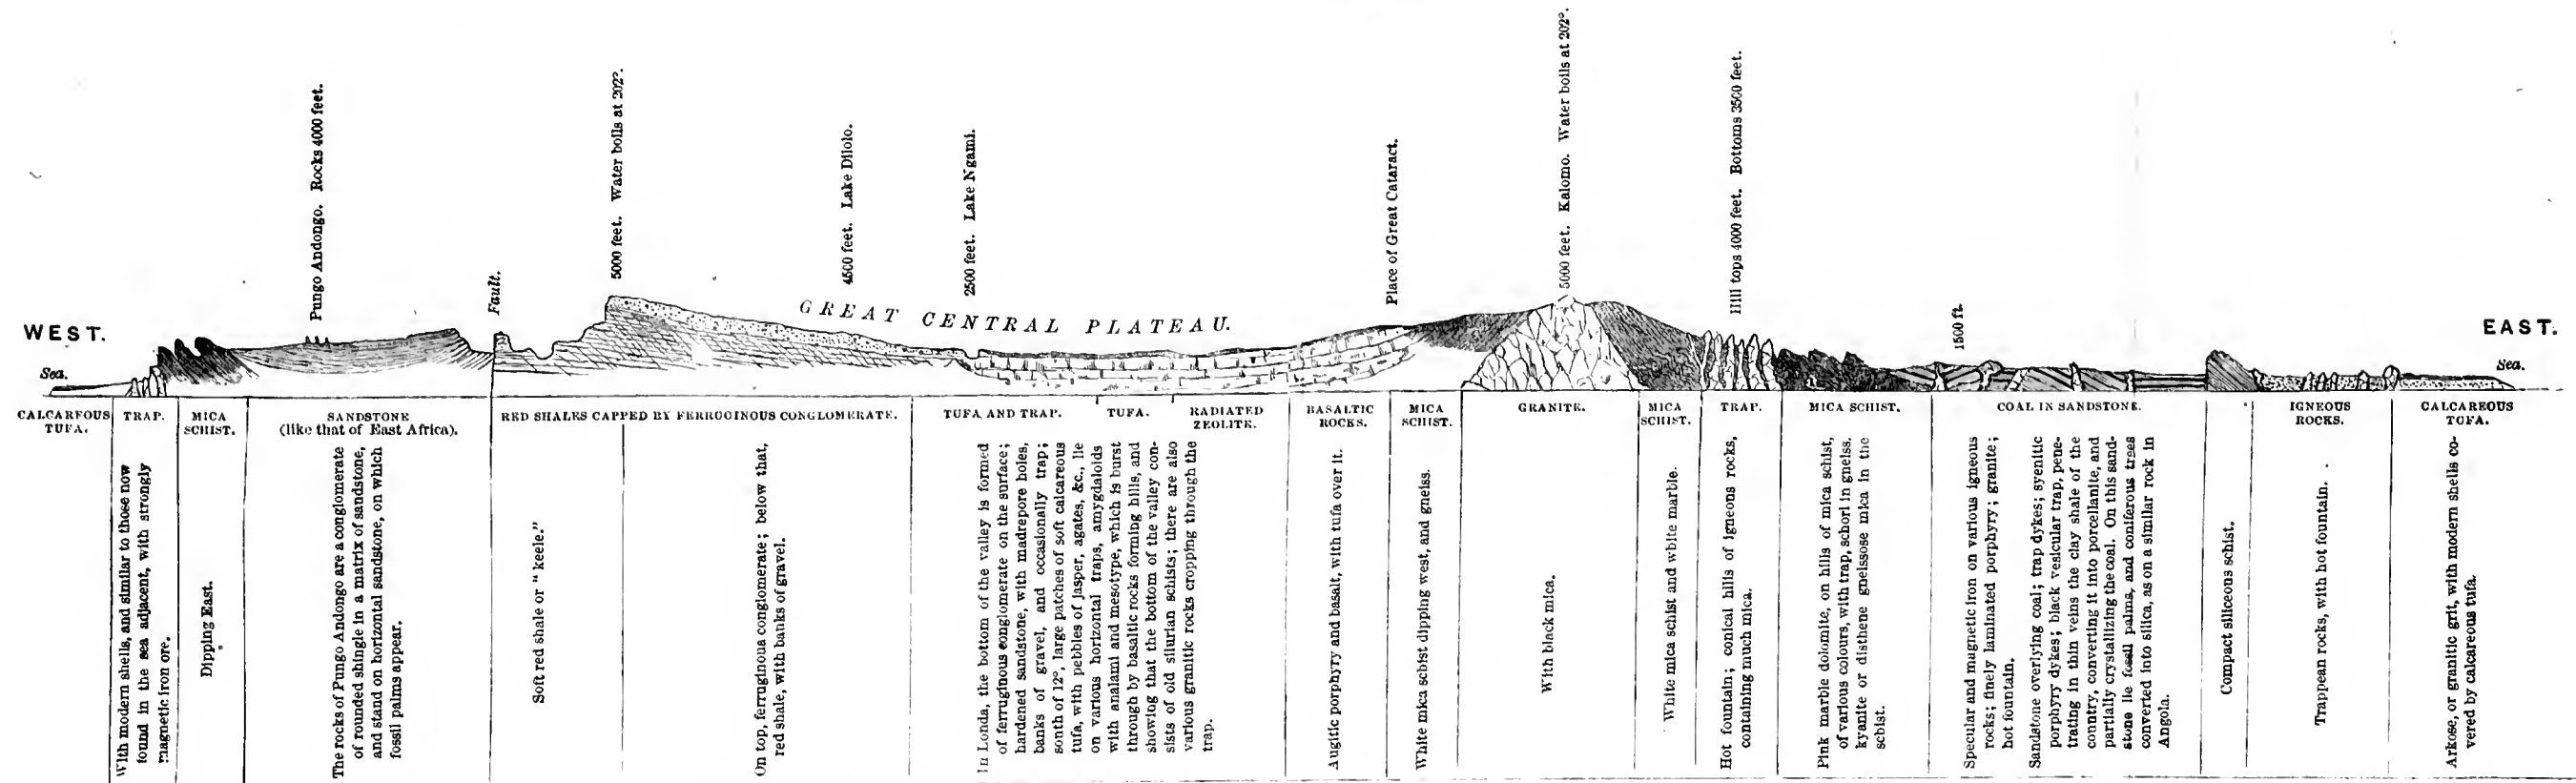 Pungo Andongo. Rocks 4000 feet.
Fault.
5000 feet. Water boils at 202°.
4500 feet. Lake Dilolo.
2500 feet. Lake Ngami.
Place of Great Cataract.
5000 feet. Kalomo. Water boils at 202°.
Hill tops 4000 feet. Bottoms 3500 feet.
1500 ft.
GREAT CENTRAL PLATEAU.
WEST.
EAST.
Sea.
Sea.
CALCAREOUS
TUFA.
TRAP.
With modern shells, and similar to those now
found in the sea adjacent, with strongly
magnetic iron ore.
MICA
SCHIST.
Dipping East.
SANDSTONE
(like that of East Africa).
The rocks of Pungo Andongo are a conglomerate
of rounded shingle in a matrix of sandstone,
and stand on horizontal sandstone, on which
fossil palms appear.
RED SHALES CAPPED BY FERRUGINOUS CONGLOMERATE.
Soft red shale or "keele."
On top, ferruginous conglomerate; below that,
red shale, with banks of gravel.
TUFA AND TRAP.
TUFA.
RADIATED
ZEOLITE.
In Londa, the bottom of the valley is formed
of ferruginous conglomerate on the surface;
hardened sandstone, with madrepore holes,
banks of gravel, and occasionally trap;
south of 12°, large patches of soft calcareous
tufa, with pebbles of jasper, agates, &c., lie
on various horizontal traps, amygdaloids
with analami and mesotype, which is burst
through by basaltic rocks forming hills, and
showing that the bottom of the valley con-
sists of old silurian schists; there are also
various granitic rocks cropping through the
trap.
BASALTIC
ROCKS.
Augitic porphyry and basalt, with tufa over it.
MICA
SCHIST.
White mica schist dipping west, and gneiss.
GRANITE.
With black mica.
MICA
SCHIST.
White mica schist and white marble.
TRAP.
Hot fountain; conical hills of igneous rocks,
containing much mica.
MICA SCHIST.
Pink marble dolomite, on hills of mica schist,
of various colours, with trap, schorl in gneiss,
kyanite or disthene gneissose mica in the
schist.
COAL IN SANDSTONE.
Specular and magnetic iron on various igneous
rocks; finely laminated porphyry; granite;
hot fountain.
Sandstone overlying coal; trap dykes; syenitic
porphyry dykes; black vesicular trap, pene-
trating in thin veins the clay shale of the
country, converting it into porcellanite, and
partially crystallizing the coal. On this sand-
stone lie fossil palms, and coniferous trees
converted into silica, as on a similar rock in
Angola.
Compact siliceous schist.
IGNEOUS
ROCKS.
Trappean rocks, with hot fountain.
CALCAREOUS
TUFA.
Arkose, or granitic grit, with modern shells co-
vered by calcareous tufa.